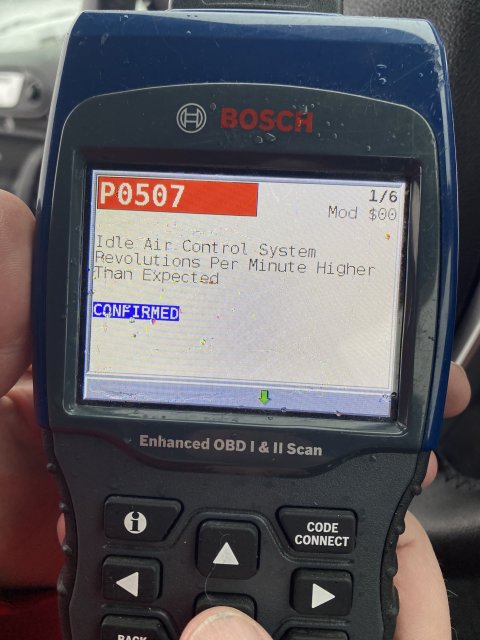 BOSCH
P0507
1/6
Mod $00
Idle Air Control System
Revolutions Per Minute Higher
Than Expected
CONFIRMED
Enhanced OBD I & II Scan
i
CODE
CONNECT
BACK